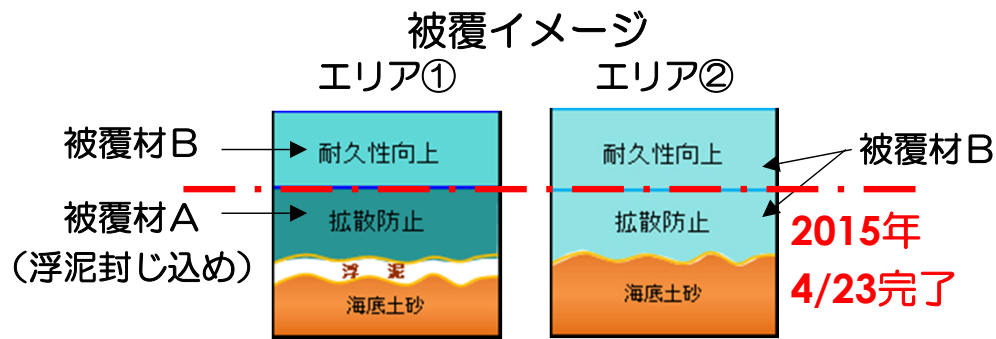 被覆イメージ
エリア①
エリア②
被覆材B
耐久性向上
耐久性向上
被覆材B
被覆材A
(浮泥封じ込め)
拡散防止
拡散防止
2015年
4/23完了
浮 泥
海底土砂
海底土砂